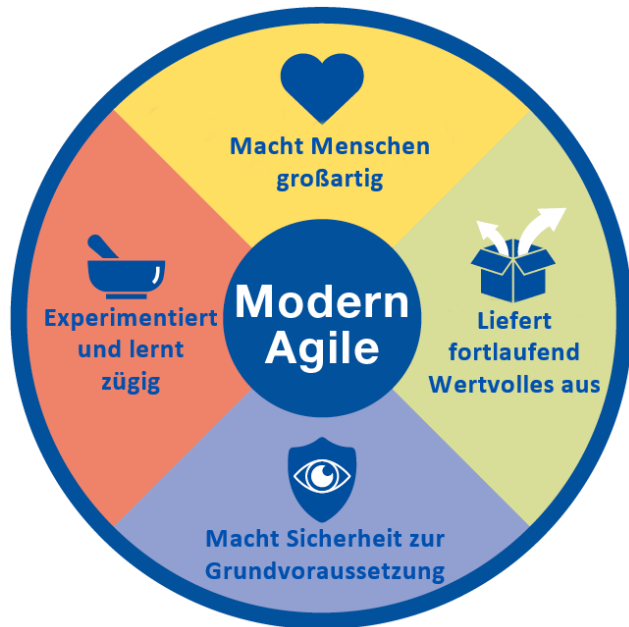 Macht Menschen
großartig
Experimentiert
und lernt
zügig
Modern
Agile
Liefert
fortlaufend
Wertvolles aus
Macht Sicherheit zur
Grundvoraussetzung